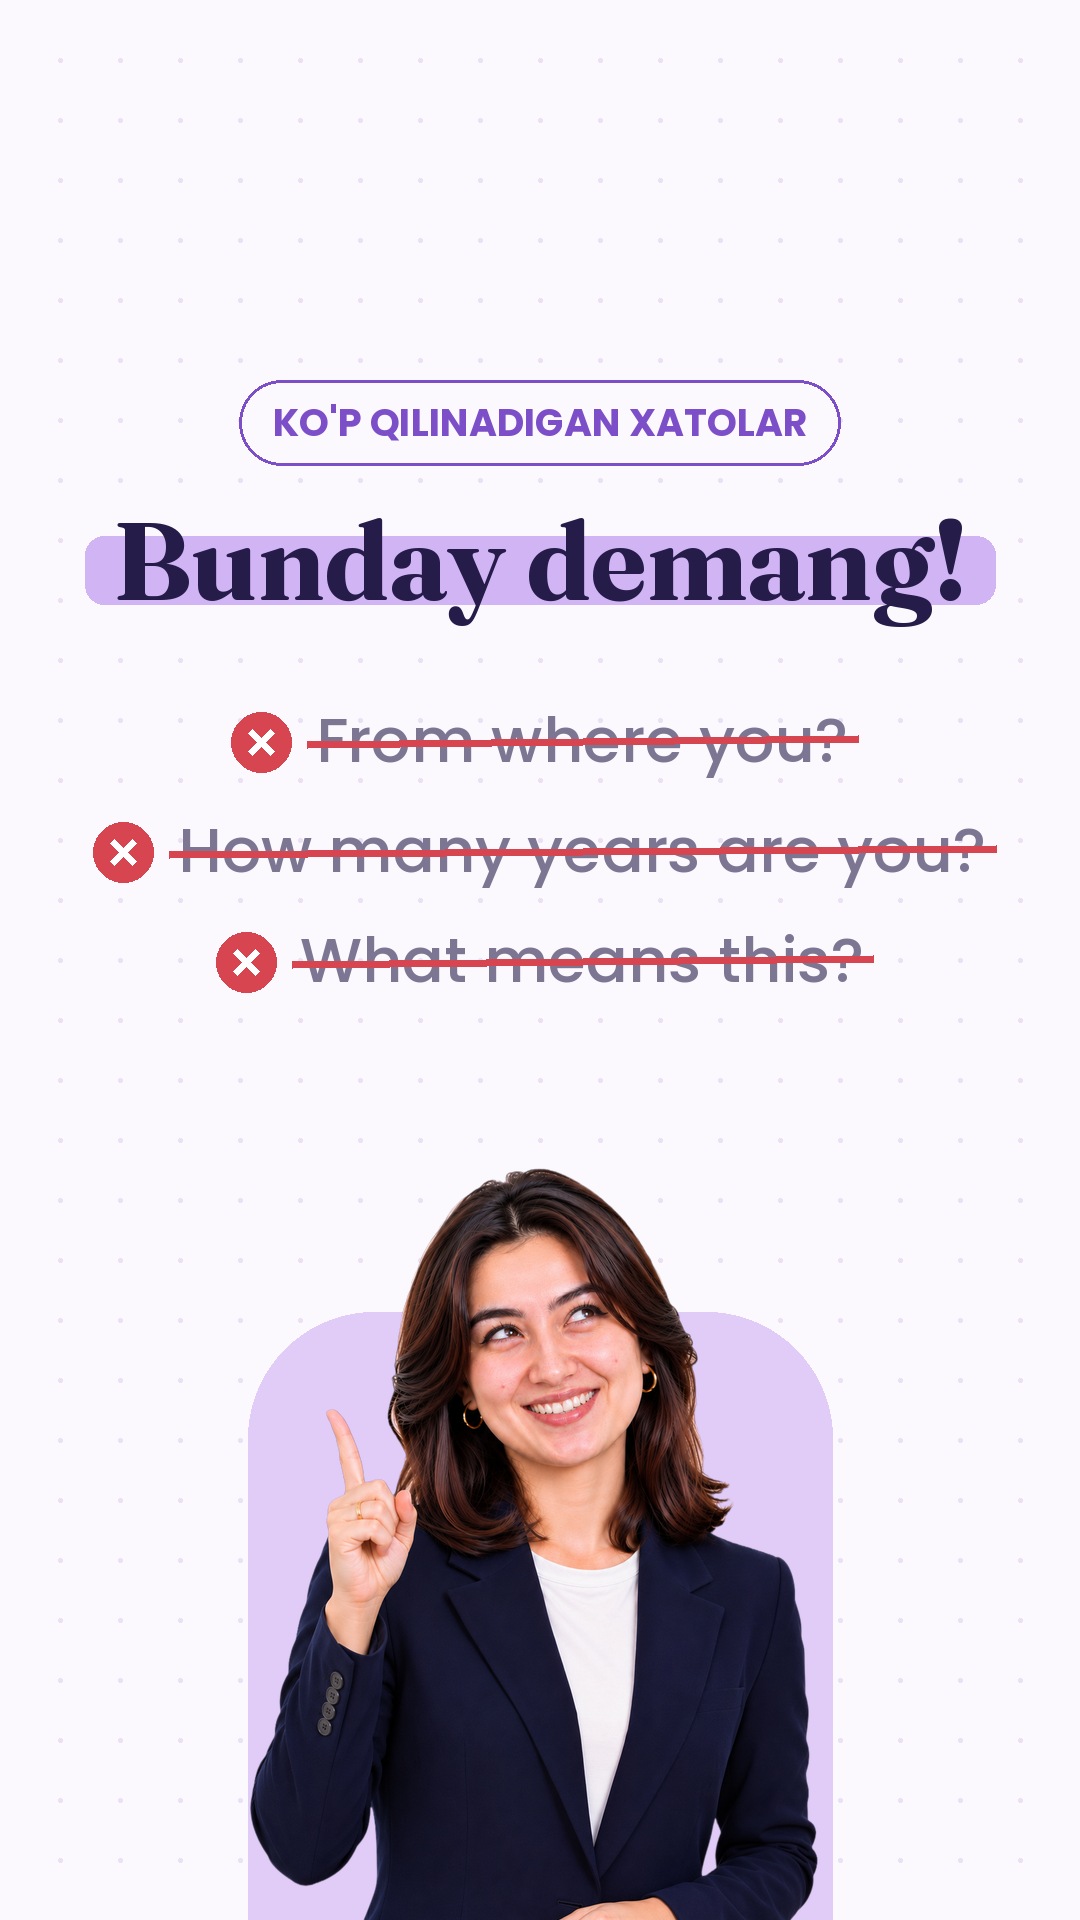 KO'P QILINADIGAN XATOLAR
Bunday demang!
From where you?
How many years are you?
What means this?